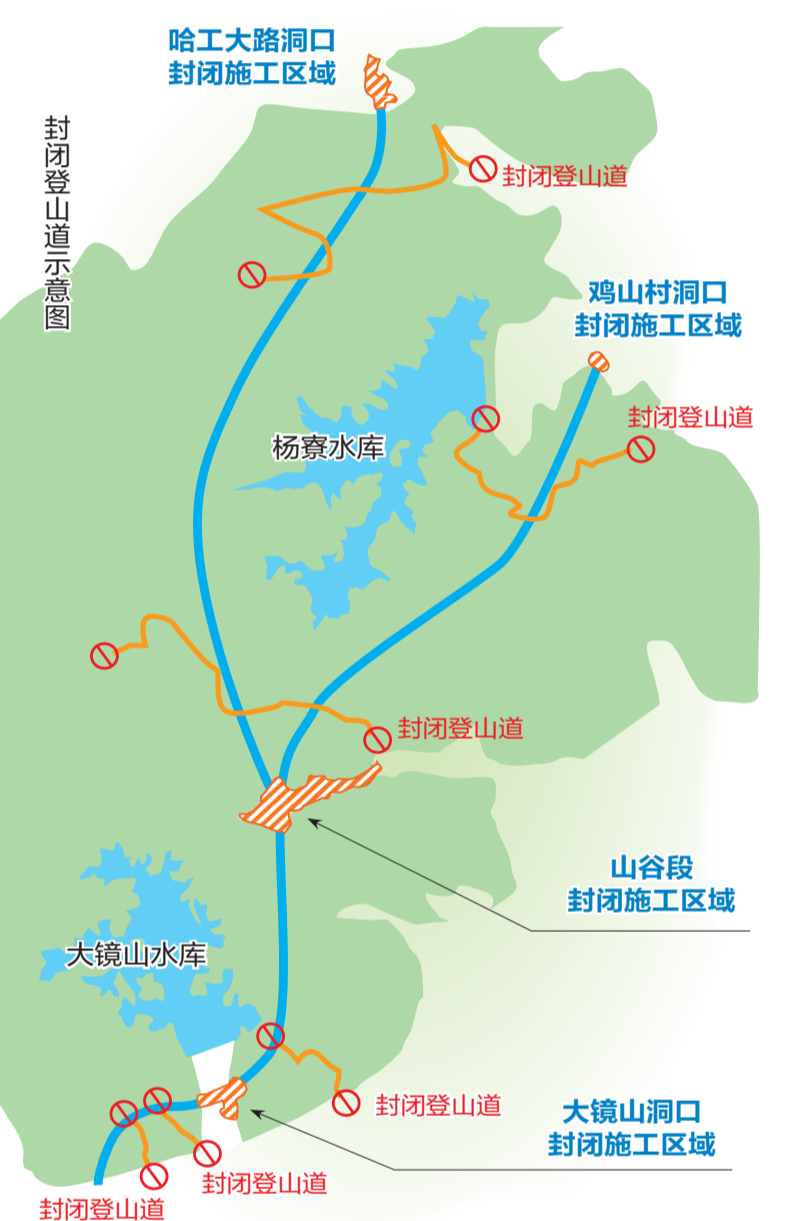 哈工大路洞口
封闭施工区域
封闭登山道示意图
封闭登山道
鸡山村洞口
封闭施工区域
封闭登山道
杨寮水库
封闭登山道
山谷段
封闭施工区域
大镜山水库
封闭登山道
大镜山洞口
封闭施工区域
封闭登山道
封闭登山道